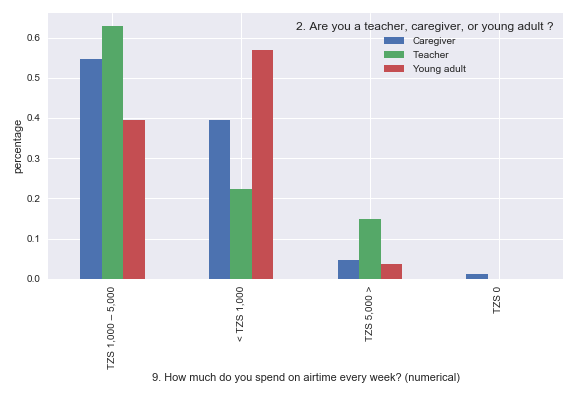 2. Are you a teacher, caregiver, or young adult ?
Caregiver
Teacher
Young adult
percentage
0.6
0.5
0.4
0.3
0.2
0.1
0.0
TZS 1,000 – 5,000
< TZS 1,000
TZS 5,000 >
TZS 0
9. How much do you spend on airtime every week? (numerical)